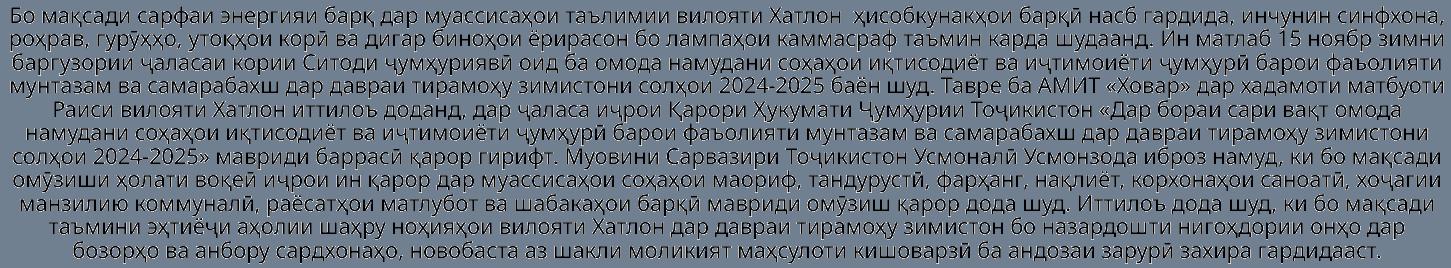 Бо мақсади сарфаи энергияи барқ дар муассисаҳои таълимии вилояти Хатлон ҳисобкунакҳои барқӣ насб гардида, инчунин синфхона,
роҳрав, гурӯҳҳо, утоқҳои корӣ ва дигар биноҳои ёрирасон бо лампаҳои каммасраф таъмин карда шудаанд. Ин матлаб 15 ноябр зимни
баргузории ҷаласаи кории Ситоди ҷумҳуриявӣ оид ба омода намудани соҳаҳои иқтисодиёт ва иҷтимоиёти ҷумҳурӣ барои фаъолияти
мунтазам ва самарабахш дар давраи тирамоҳу зимистони солҳои 2024-2025 баён шуд. Тавре ба АМИТ «Ховар» дар хадамоти матбуоти
Раиси вилояти Хатлон иттилоъ доданд, дар ҷаласа иҷрои Қарори Ҳукумати Ҷумҳурии Тоҷикистон «Дар бораи сари вақт омода
намудани соҳаҳои иқтисодиёт ва иҷтимоиёти ҷумҳурӣ барои фаъолияти мунтазам ва самарабахш дар давраи тирамоҳу зимистони
солҳои 2024-2025» мавриди баррасӣ қарор гирифт. Муовини Сарвазири Тоҷикистон Усмоналӣ Усмонзода иброз намуд, ки бо мақсади
омӯзиши ҳолати воқеӣ иҷрои ин қарор дар муассисаҳои соҳаҳои маориф, тандурустӣ, фарҳанг, нақлиёт, корхонаҳои саноатӣ, хоҷагии
манзилию коммуналӣ, раёсатҳои матлубот ва шабакаҳои барқӣ мавриди омӯзиш қарор дода шуд. Иттилоъ дода шуд, ки бо мақсади
таъмини эҳтиёҷи аҳолии шаҳру ноҳияҳои вилояти Хатлон дар давраи тирамоҳу зимистон бо назардошти нигоҳдории онҳо дар
бозорҳо ва анбору сардхонаҳо, новобаста аз шакли моликият маҳсулоти кишоварзӣ ба андозаи зарурӣ захира гардидааст.